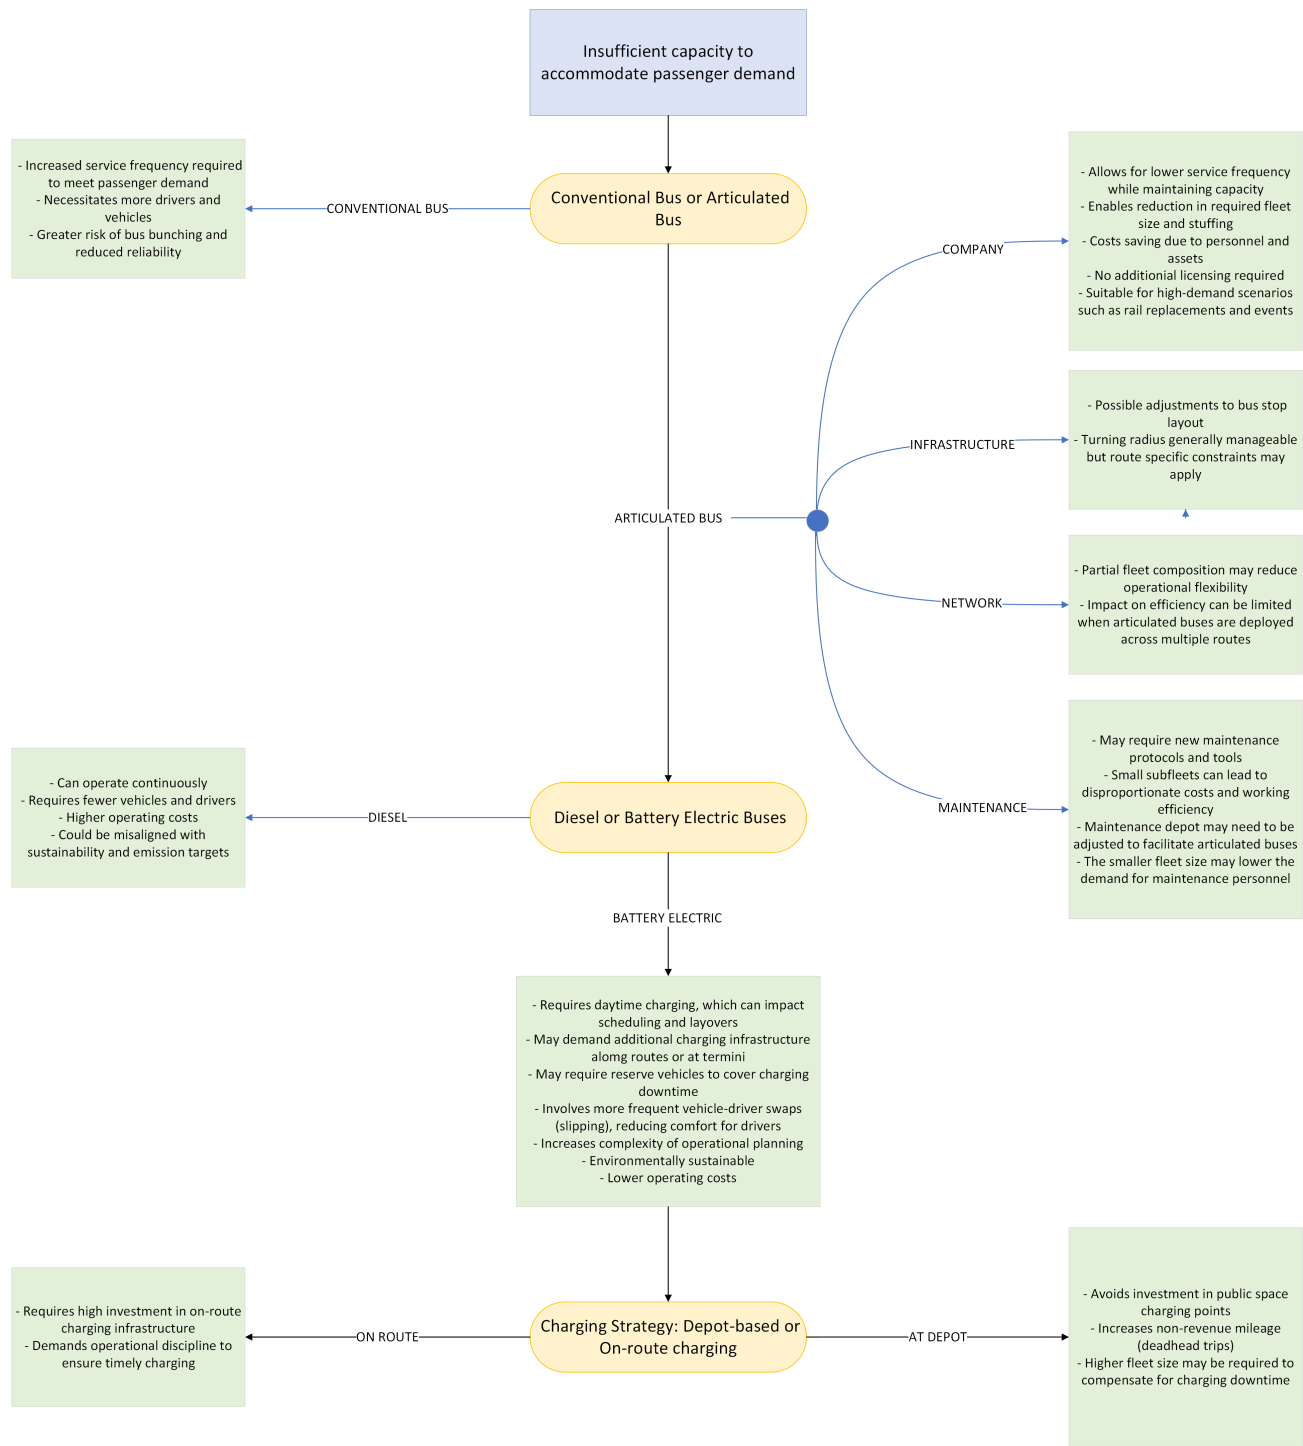 Insufficient capacity to
accommodate passenger demand
- Increased service frequency required
to meet passenger demand
- Necessitates more drivers and
vehicles
- Greater risk of bus bunching and
reduced reliability
CONVENTIONAL BUS
Conventional Bus or Articulated
Bus
COMPANY
- Allows for lower service frequency
while maintaining capacity
- Enables reduction in required fleet
size and stuffing
- Costs saving due to personnel and
assets
- No additionial licensing required
- Suitable for high-demand scenarios
such as rail replacements and events
INFRASTRUCTURE
- Possible adjustments to bus stop
layout
- Turning radius generally manageable
but route specific constraints may
apply
ARTICULATED BUS
NETWORK
- Partial fleet composition may reduce
operational flexibility
- Impact on efficiency can be limited
when articulated buses are deployed
across multiple routes
MAINTENANCE
- May require new maintenance
protocols and tools
- Small subfleets can lead to
disproportionate costs and working
efficiency
- Maintenance depot may need to be
adjusted to facilitate articulated buses
- The smaller fleet size may lower the
demand for maintenance personnel
- Can operate continuously
- Requires fewer vehicles and drivers
- Higher operating costs
- Could be misaligned with
sustainability and emission targets
DIESEL
Diesel or Battery Electric Buses
BATTERY ELECTRIC
- Requires daytime charging, which can impact
scheduling and layovers
- May demand additional charging infrastructure
alomg routes or at termini
- May require reserve vehicles to cover charging
downtime
- Involves more frequent vehicle-driver swaps
(slipping), reducing comfort for drivers
- Increases complexity of operational planning
- Environmentally sustainable
- Lower operating costs
- Requires high investment in on-route
charging infrastructure
- Demands operational discipline to
ensure timely charging
ON ROUTE
Charging Strategy: Depot-based or
On-route charging
AT DEPOT
- Avoids investment in public space
charging points
- Increases non-revenue mileage
(deadhead trips)
- Higher fleet size may be required to
compensate for charging downtime